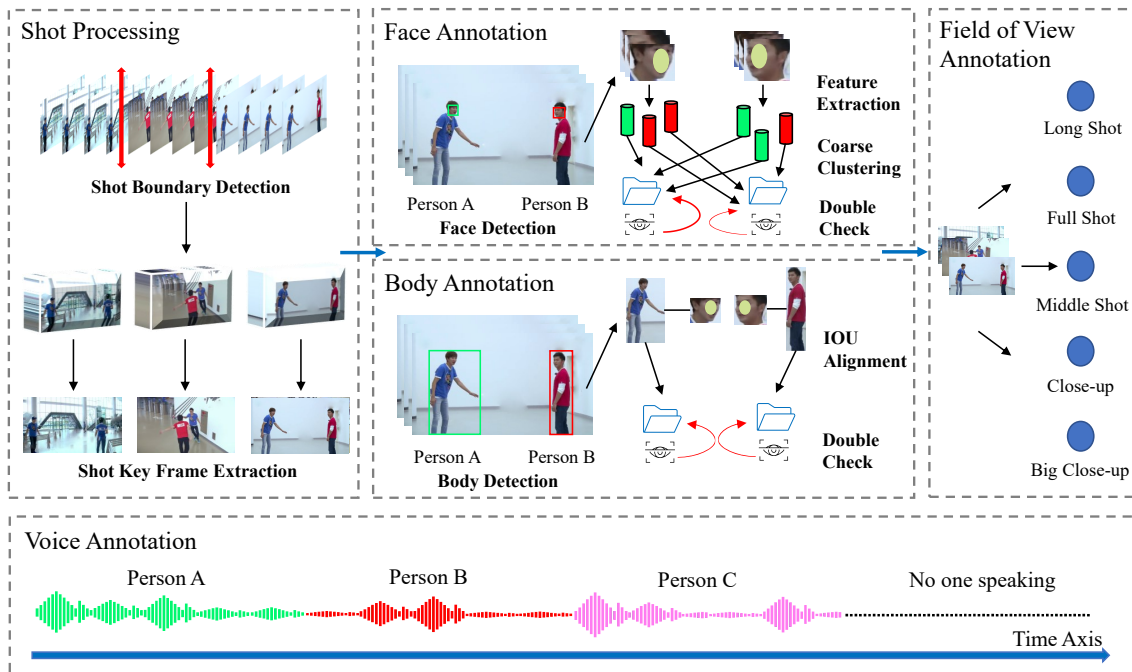 Shot Processing
Shot Boundary Detection
Shot Key Frame Extraction
Face Annotation
Person A
Person B
Face Detection
Feature
Extraction
Coarse
Clustering
Double
Check
Body Annotation
Person A
Person B
Body Detection
IOU
Alignment
Double
Check
Field of View
Annotation
Long Shot
Full Shot
Middle Shot
Close-up
Big Close-up
Voice Annotation
Person A
Person B
Person C
No one speaking
Time Axis